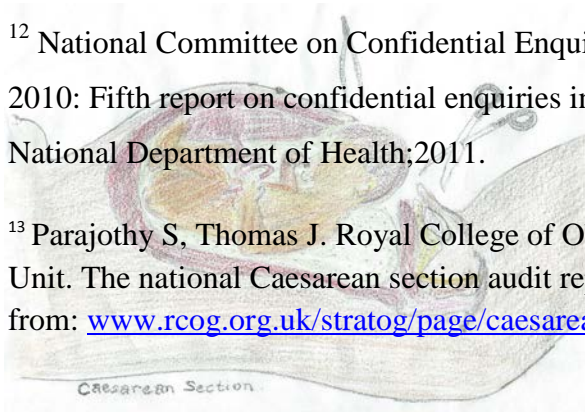 12 National Committee on Confidential Enqui
2010: Fifth report on confidential enquiries in
National Department of Health;2011.
13 Parajothy S, Thomas J. Royal College of O
Unit. The national Caesarean section audit re
from: www.rcog.org.uk/stratog/page/caesarea
Caesarean Section.